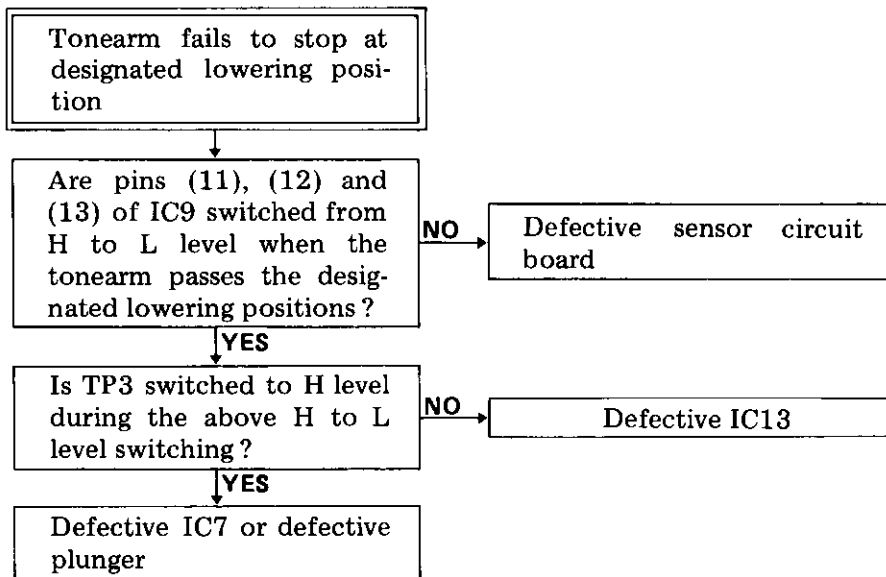 Tonearm fails to stop at
designated lowering posi-
tion
Are pins (11), (12) and
(13) of IC9 switched from
H to L level when the
tonearm passes the desig-
nated lowering positions?
NO
Defective sensor circuit
board
YES
Is TP3 switched to H level
during the above H to L
level switching?
NO
Defective IC13
YES
Defective IC7 or defective
plunger